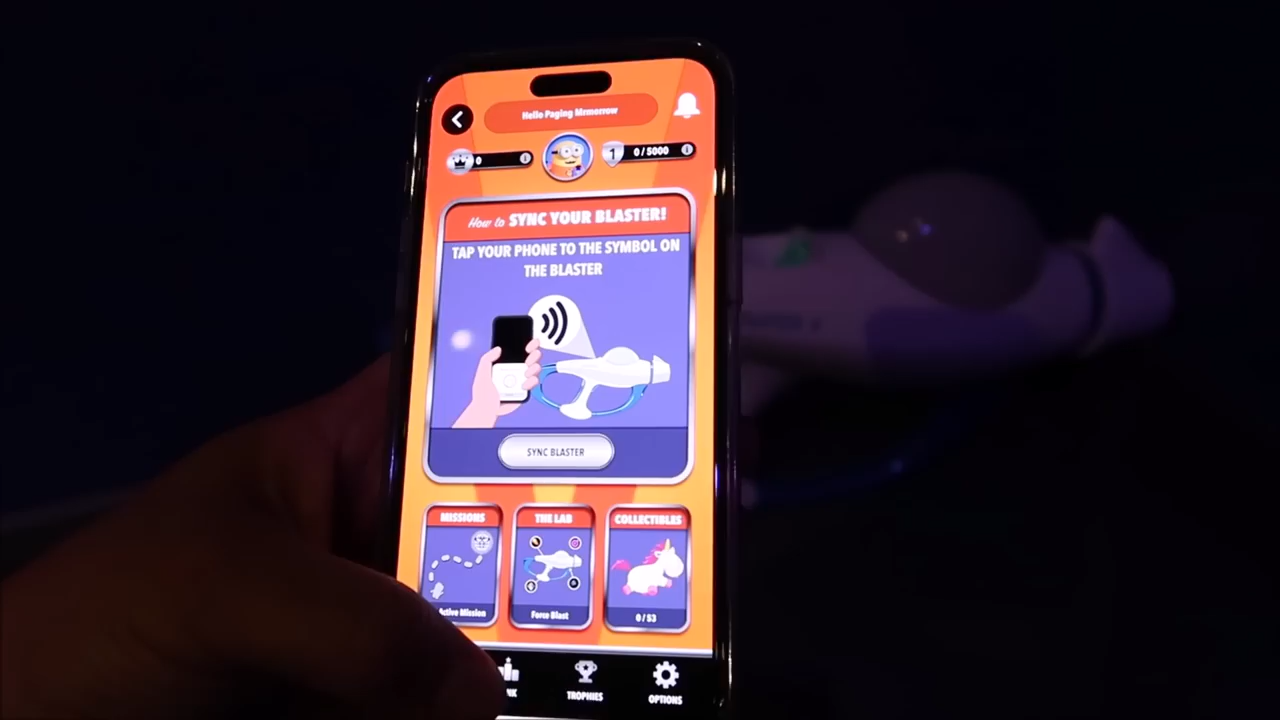 Hello Paging Mrmorrow
0
1
0 / 5000
How to SYNC YOUR BLASTER!
TAP YOUR PHONE TO THE SYMBOL ON
THE BLASTER
SYNC BLASTER
MISSIONS
THE LAB
COLLECTIBLES
Active Mission
Force Blast
0 / 53
TROPHIES
OPTIONS